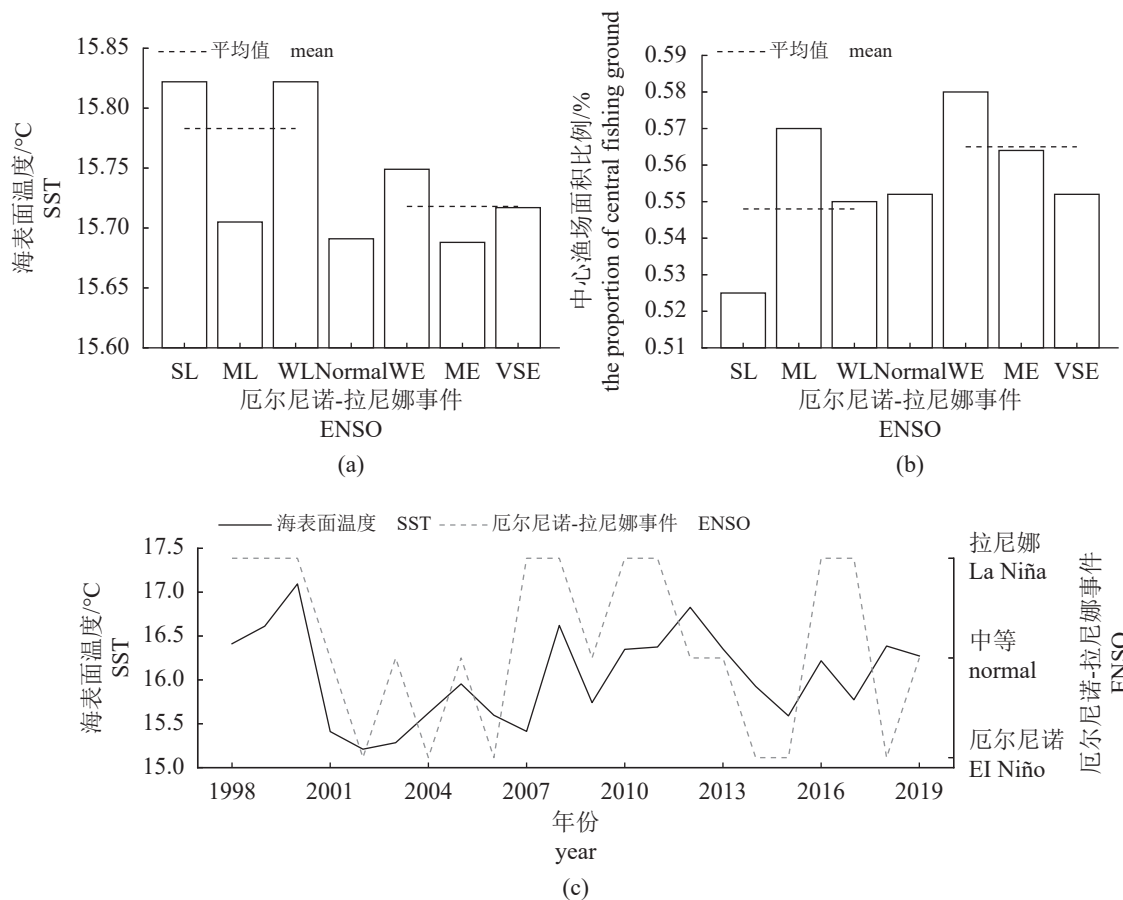 平均值 mean
15.85
15.80
15.75
15.70
15.65
15.60
海表面温度/°C
SST
SL ML WL Normal WE ME VSE
厄尔尼诺-拉尼娜事件
ENSO
(a)
平均值 mean
0.59
0.58
0.57
0.56
0.55
0.54
0.53
0.52
0.51
中心渔场面积比例/%
the proportion of central fishing ground
SL ML WL Normal WE ME VSE
厄尔尼诺-拉尼娜事件
ENSO
(b)
海表面温度 SST 厄尔尼诺-拉尼娜事件 ENSO
17.5
17.0
16.5
16.0
15.5
15.0
海表面温度/°C
SST
拉尼娜
La Niña
中等
normal
厄尔尼诺
EI Niño
厄尔尼诺-拉尼娜事件
ENSO
1998 2001 2004 2007 2010 2013 2016 2019
年份
year
(c)